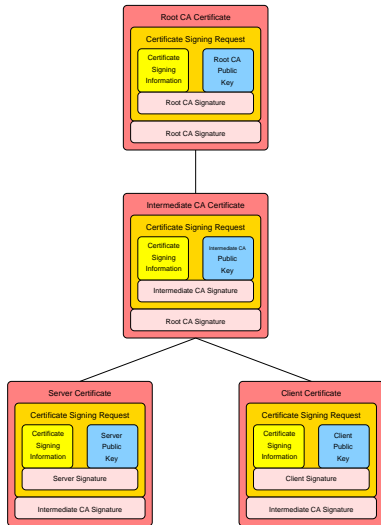 Root CA Certificate
Certificate Signing Request
Certificate
Signing
Information
Root CA
Public
Key
Root CA Signature
Root CA Signature
Intermediate CA Certificate
Certificate Signing Request
Certificate
Signing
Information
Intermediate CA
Public
Key
Intermediate CA Signature
Root CA Signature
Server Certificate
Certificate Signing Request
Certificate
Signing
Information
Server
Public
Key
Server Signature
Intermediate CA Signature
Client Certificate
Certificate Signing Request
Certificate
Signing
Information
Client
Public
Key
Client Signature
Intermediate CA Signature